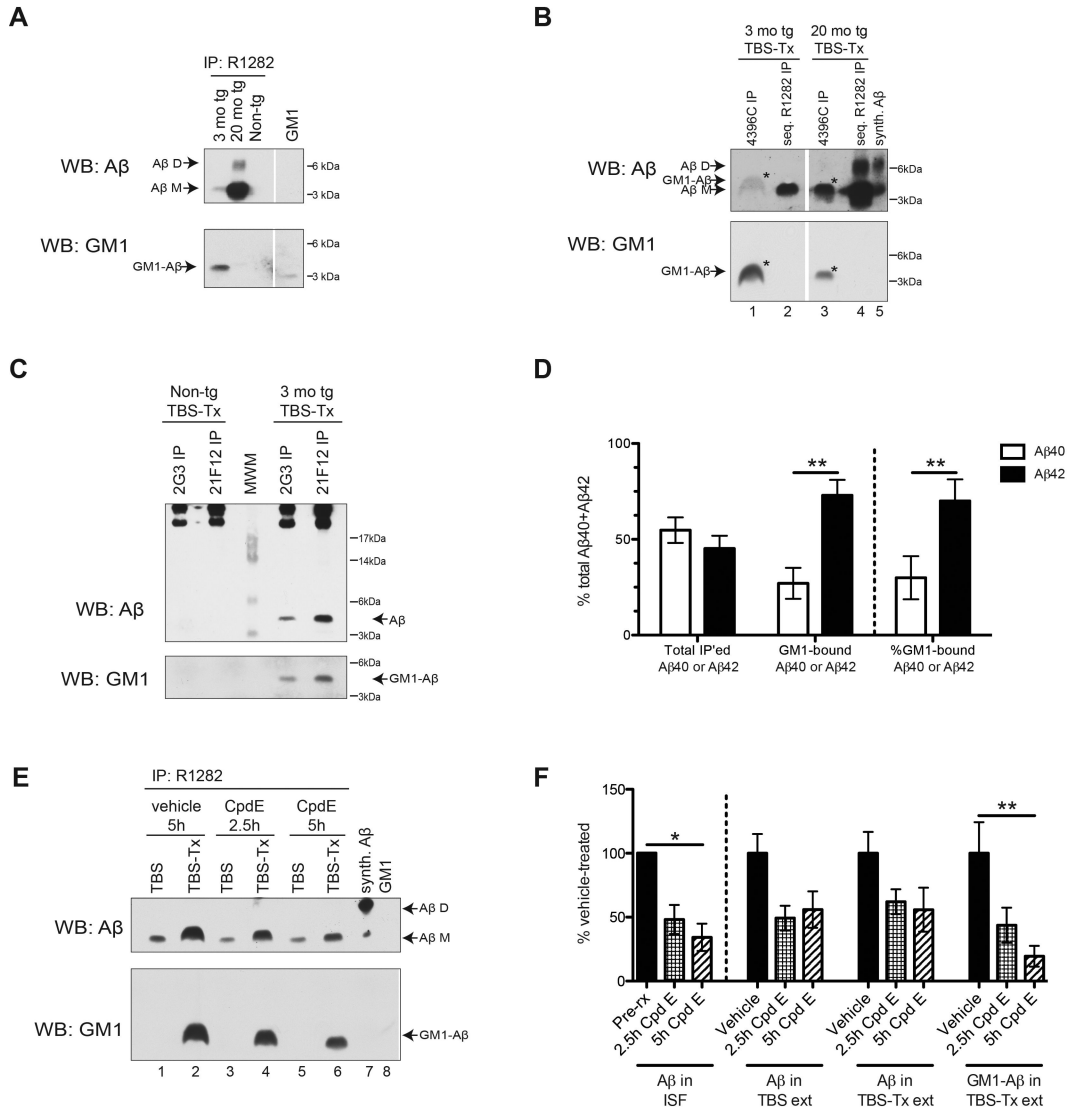 A
IP: R1282
3 mo tg
20 mo tg
Non-tg
GM1
WB: Aβ
Aβ D
Aβ M
6 kDa
3 kDa
WB: GM1
GM1-Aβ
6 kDa
3 kDa
B
3 mo tg
TBS-Tx
20 mo tg
TBS-Tx
4396C IP
seq. R1282 IP
4396C IP
seq. R1282 IP
synth. Aβ
WB: Aβ
Aβ D
GM1-Aβ
Aβ M
*
*
6kDa
3kDa
WB: GM1
GM1-Aβ
*
*
6kDa
3kDa
1 2 3 4 5
C
Non-tg
TBS-Tx
3 mo tg
TBS-Tx
2G3 IP
21F12 IP
MWM
2G3 IP
21F12 IP
17kDa
14kDa
6kDa
3kDa
WB: Aβ
Aβ
WB: GM1
6kDa
GM1-Aβ
3kDa
D
% total Aβ40+Aβ42
100
50
0
**
**
Aβ40
Aβ42
Total IP'ed
Aβ40 or Aβ42
GM1-bound
Aβ40 or Aβ42
%GM1-bound
Aβ40 or Aβ42
E
IP: R1282
vehicle
5h
CpdE
2.5h
CpdE
5h
TBS
TBS-Tx
TBS
TBS-Tx
TBS
TBS-Tx
synth. Aβ
GM1
WB: Aβ
Aβ D
Aβ M
WB: GM1
GM1-Aβ
1 2 3 4 5 6 7 8
F
% vehicle-treated
150
100
50
0
*
**
Pre-rx
2.5h Cpd E
5h Cpd E
Vehicle
2.5h Cpd E
5h Cpd E
Vehicle
2.5h Cpd E
5h Cpd E
Vehicle
2.5h Cpd E
5h Cpd E
Aβ in
ISF
Aβ in
TBS ext
Aβ in
TBS-Tx ext
GM1-Aβ in
TBS-Tx ext